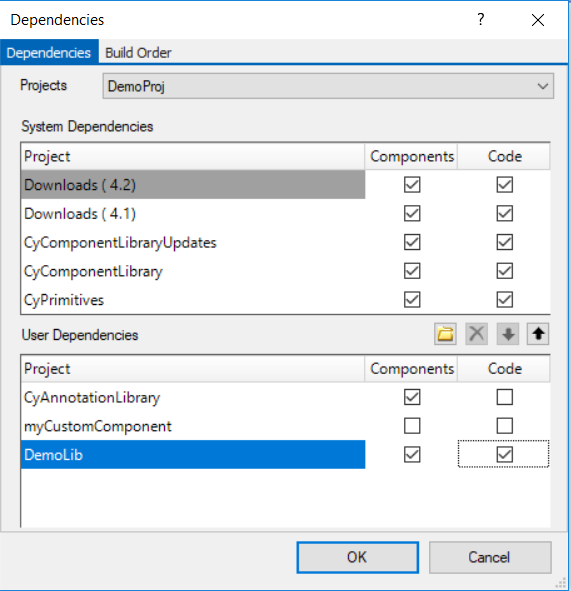 Dependencies ?
Dependencies Build Order
Projects DemoProj
System Dependencies
Project Components Code
Downloads ( 4.2)
Downloads ( 4.1)
CyComponentLibraryUpdates
CyComponentLibrary
CyPrimitives
User Dependencies
Project Components Code
CyAnnotationLibrary
myCustomComponent
DemoLib
OK Cancel